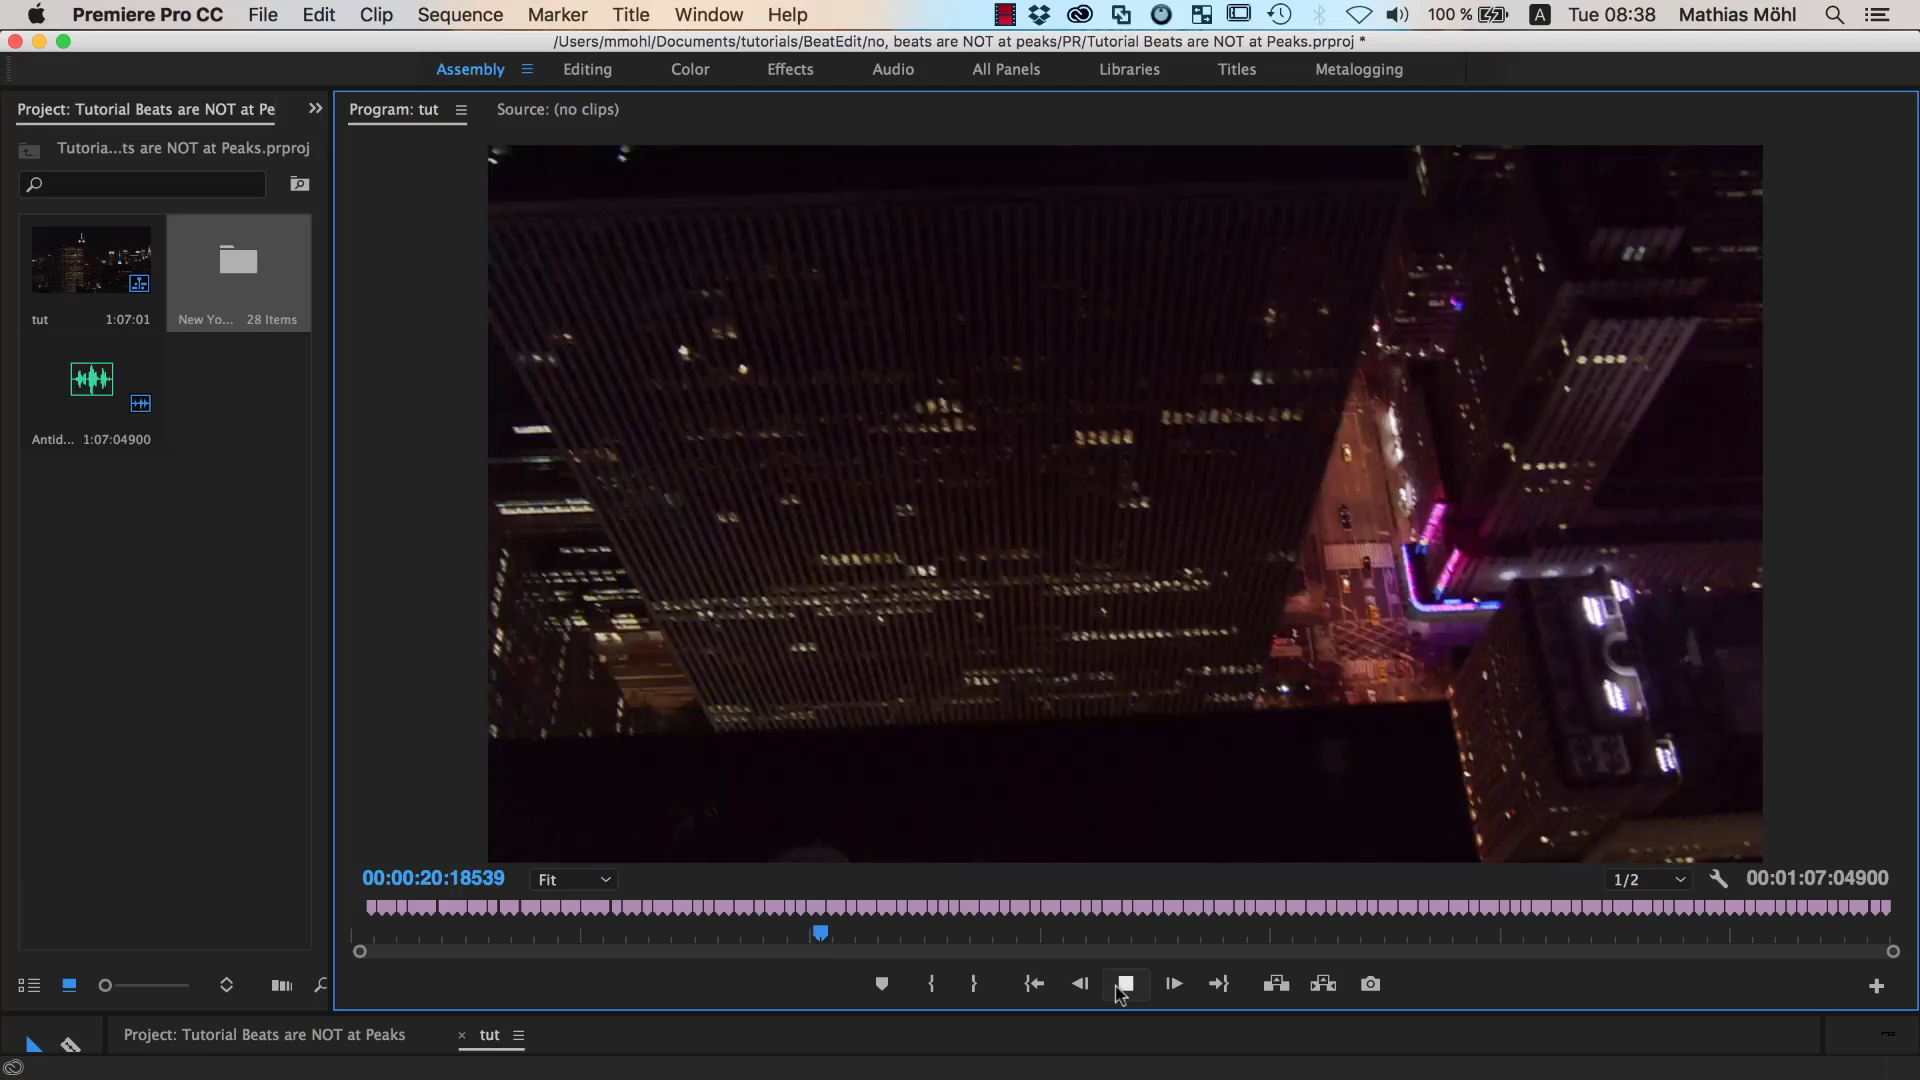 Premiere Pro CC File Edit Clip Sequence Marker Title Window Help 100 % A Tue 08:38 Mathias Möhl
/Users/mmohl/Documents/tutorials/BeatEdit/no, beats are NOT at peaks/PR/Tutorial Beats are NOT at Peaks.prproj *
Assembly Editing Color Effects Audio All Panels Libraries Titles Metalogging
Project: Tutorial Beats are NOT at Pe
Program: tut
Source: (no clips)
Tutoria...ts are NOT at Peaks.prproj
tut 1:07:01
New Yo... 28 Items
Antid... 1:07:04900
00:00:20:18539 Fit 1/2 00:01:07:04900
Project: Tutorial Beats are NOT at Peaks × tut